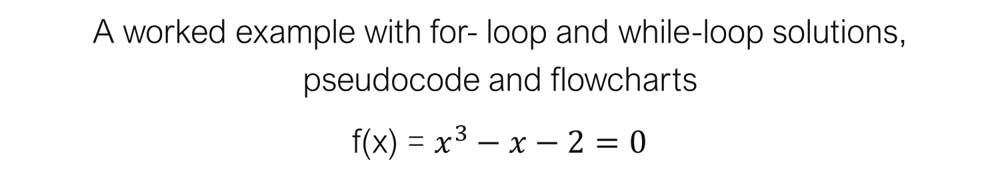 A worked example with for- loop and while-loop solutions,
pseudocode and flowcharts
f(x) = x³ − x − 2 = 0